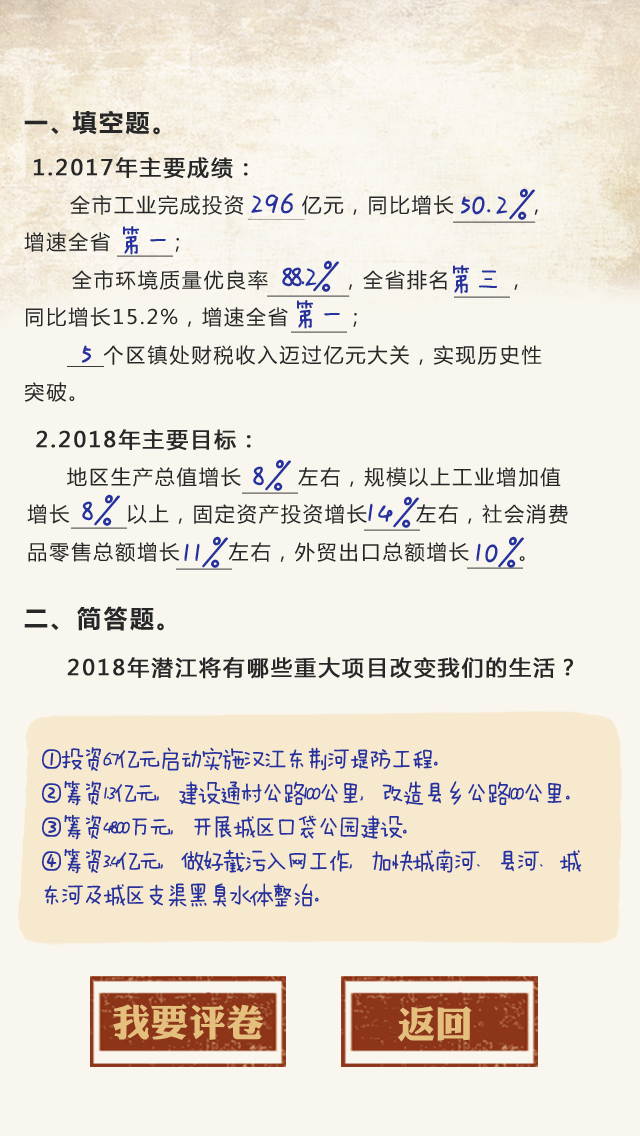 一、填空题。
1.2017年主要成绩：
全市工业完成投资296亿元，同比增长50.2%，
增速全省第一；
全市环境质量优良率88.2%，全省排名第三，
同比增长15.2%，增速全省第一；
5个区镇处财税收入迈过亿元大关，实现历史性
突破。
2.2018年主要目标：
地区生产总值增长8%左右，规模以上工业增加值
增长8%以上，固定资产投资增长14%左右，社会消费
品零售总额增长11%左右，外贸出口总额增长10%。
二、简答题。
2018年潜江将有哪些重大项目改变我们的生活？
①投资6.7亿元启动实施汉江东荆河堤防工程。
②筹资13亿元，建设通村公路100公里，改造县乡公路100公里。
③筹资4800万元，开展城区口袋公园建设。
④筹资3.4亿元，做好截污入网工作，加快城南河、县河、城
东河及城区支渠黑臭水体整治。
我要评卷
返回